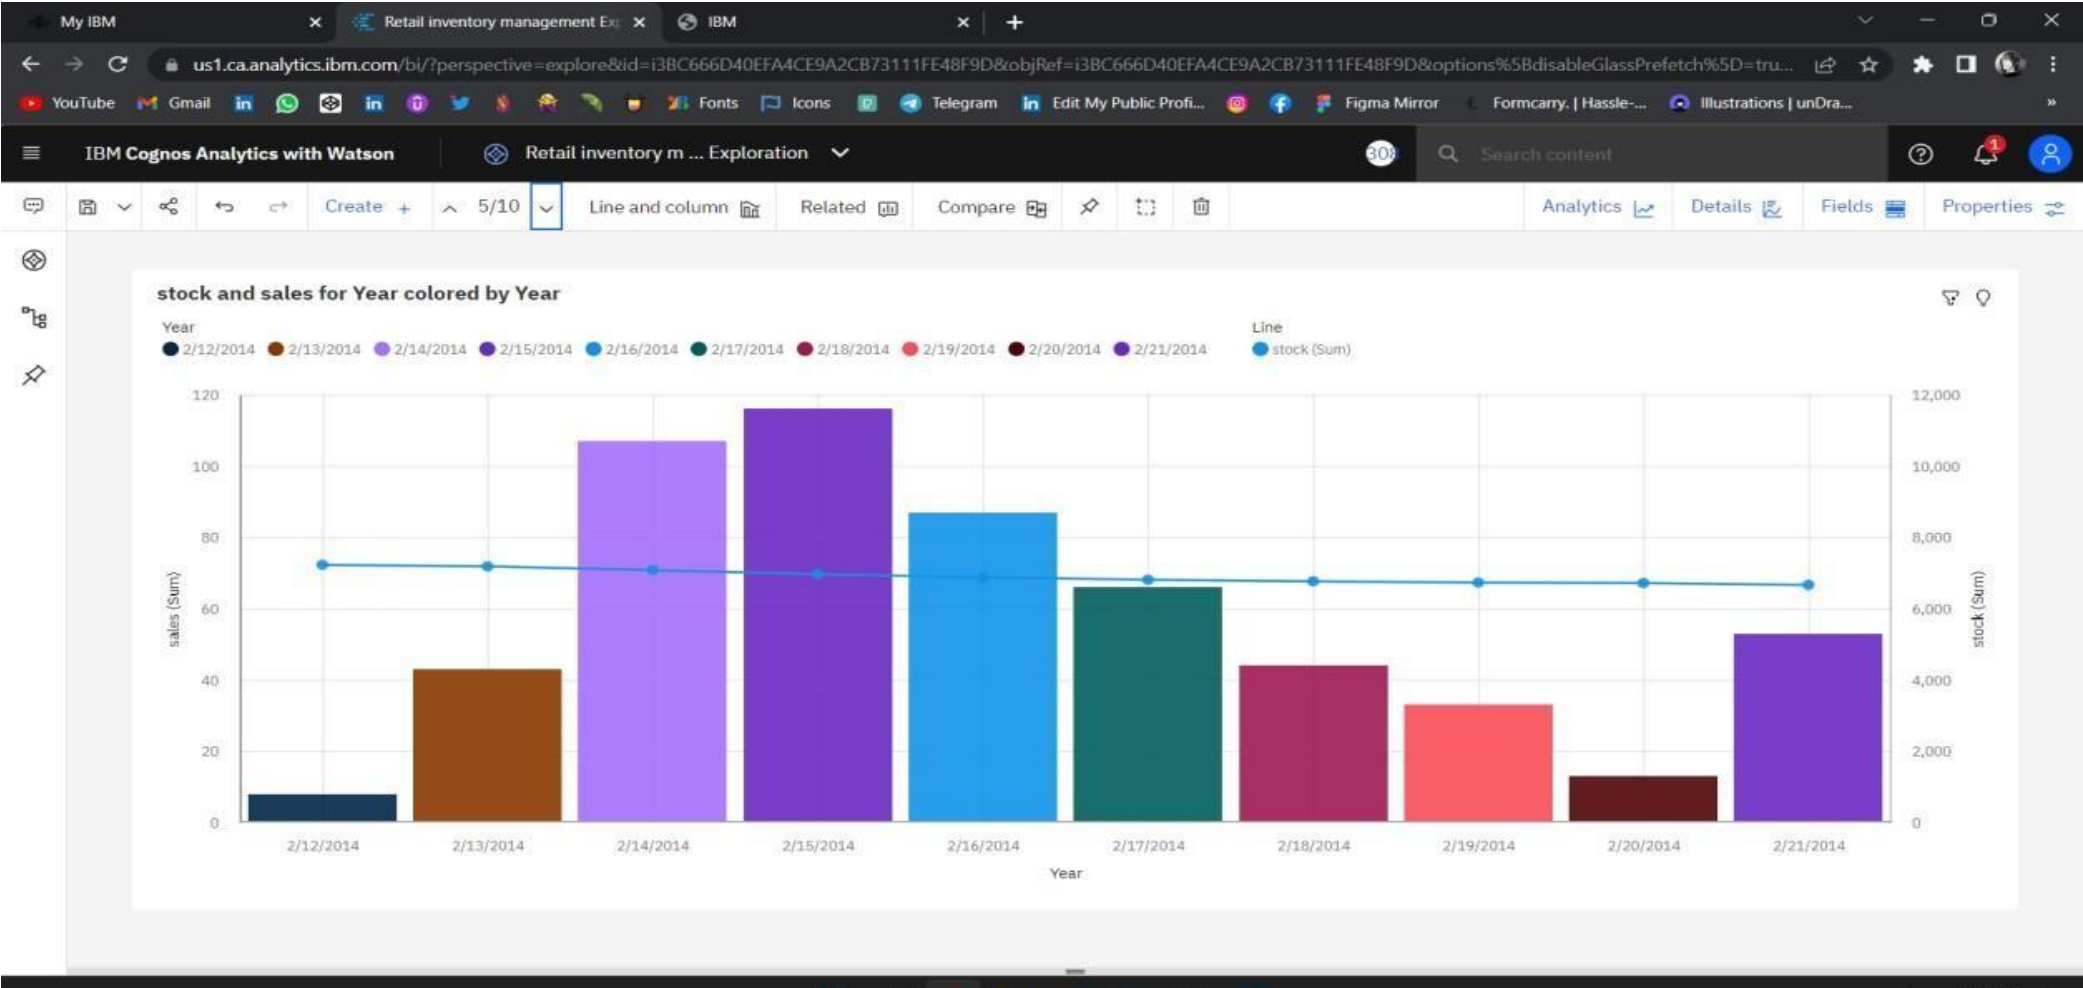 My IBM
Retail inventory management Ex
IBM
us1.ca.analytics.ibm.com/bi/?perspective=explore&id=i3BC666D40EFA4CE9A2CB73111FE48F9D&objRef=i3BC666D40EFA4CE9A2CB73111FE48F9D&options%5BdisableGlassPrefetch%5D=tru...
YouTube Gmail Fonts Icons Telegram Edit My Public Profi... Figma Mirror Formcarry. | Hassle-... Illustrations | unDra... »
IBM Cognos Analytics with Watson Retail inventory m ... Exploration 308 Search content 1
Create + 5/10 Line and column Related Compare Analytics Details Fields Properties
stock and sales for Year colored by Year
Year Line
2/12/2014 2/13/2014 2/14/2014 2/15/2014 2/16/2014 2/17/2014 2/18/2014 2/19/2014 2/20/2014 2/21/2014 stock (Sum)
120 12,000
100 10,000
80 8,000
sales (Sum)
stock (Sum)
60 6,000
40 4,000
20 2,000
0 0
2/12/2014 2/13/2014 2/14/2014 2/15/2014 2/16/2014 2/17/2014 2/18/2014 2/19/2014 2/20/2014 2/21/2014
Year